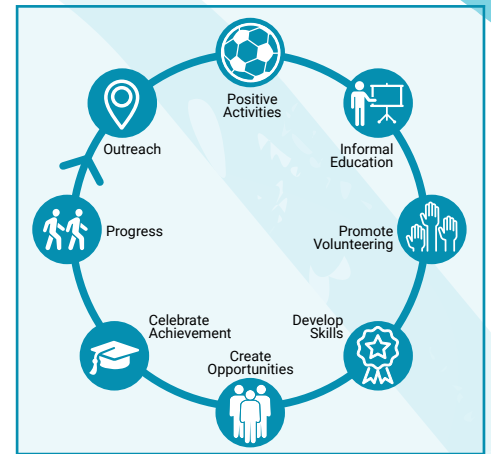 Positive
Activities
Informal
Education
Promote
Volunteering
Develop
Skills
Create
Opportunities
Celebrate
Achievement
Progress
Outreach